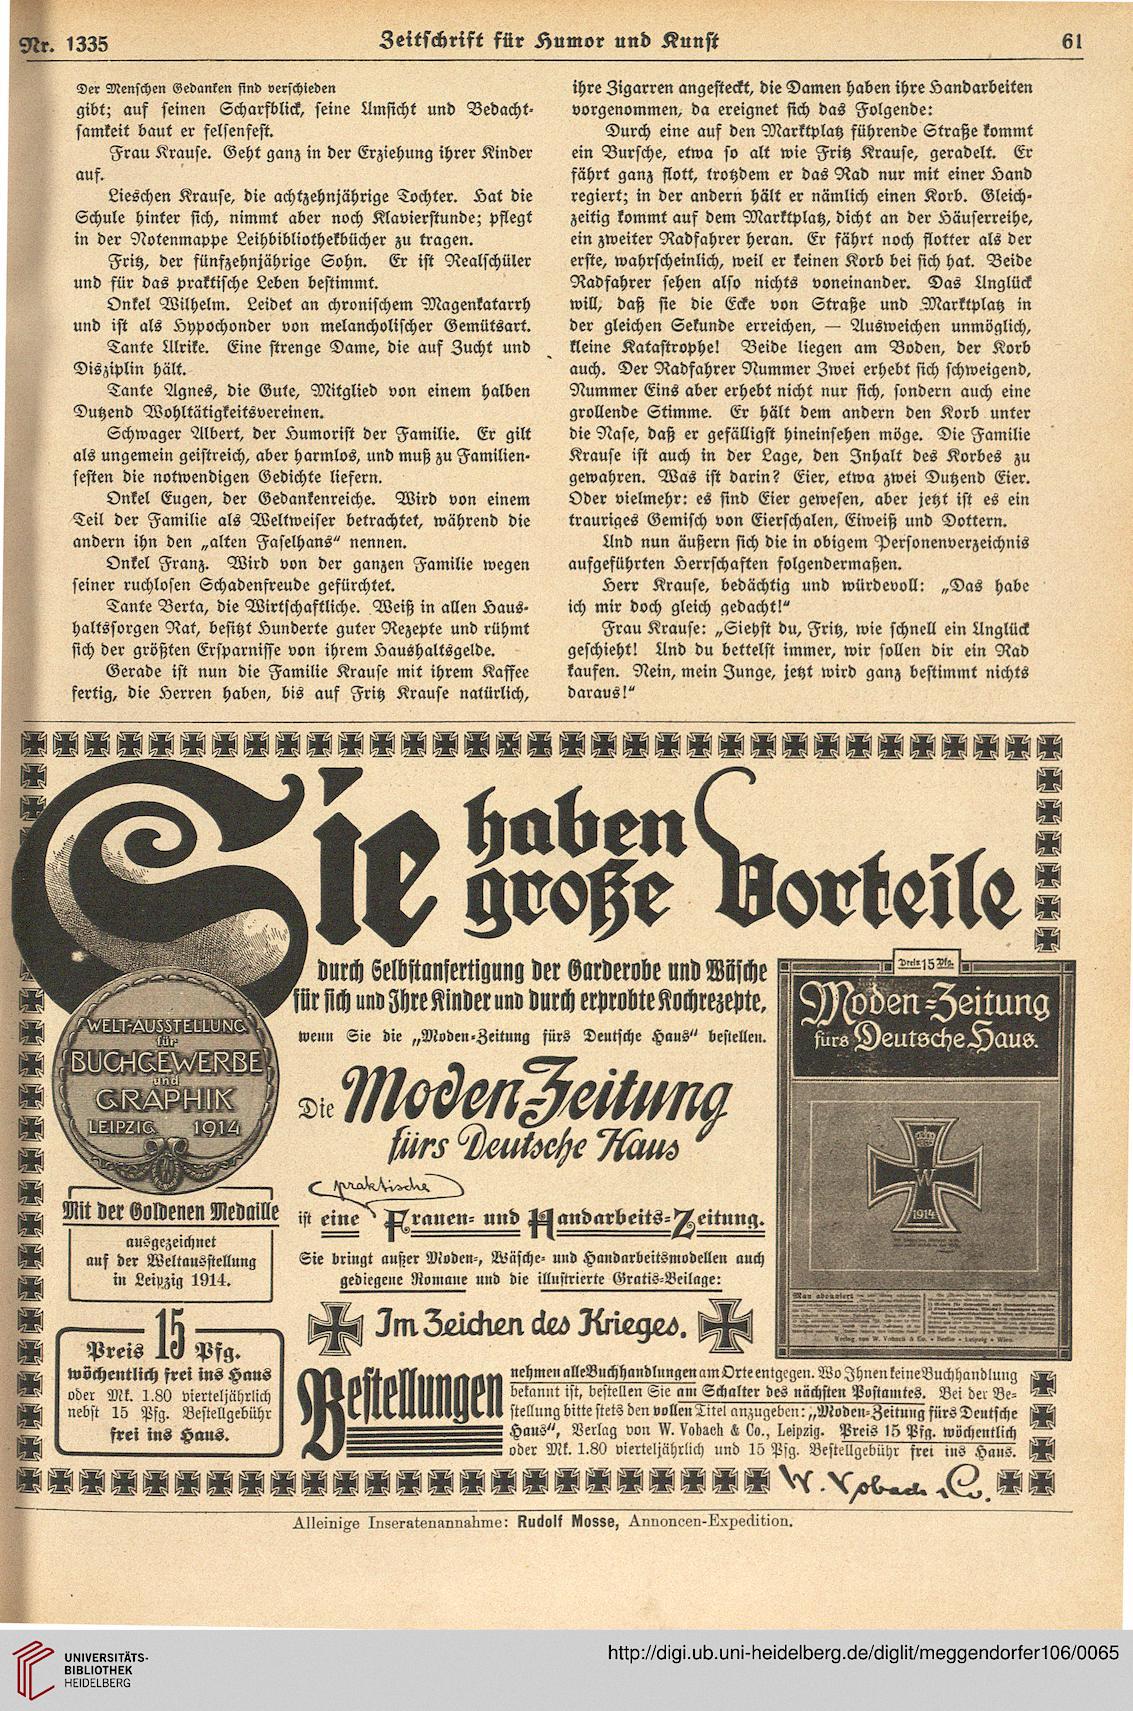 Nr. 1335
Zeitschrift für Humor und Kunst
61
Der Menschen Gedanken sind verschieden
gibt; auf seinen Scharfblick, seine Umsicht und Bedacht-
samkeit baut er felsenfest.
Frau Krause. Geht ganz in der Erziehung ihrer Kinder
auf.
Lieschen Krause, die achtzehnjährige Tochter. Hat die
Schule hinter sich, nimmt aber noch Klavierstunde; pflegt
in der Notenmappe Leihbibliothekbücher zu tragen.
Fritz, der fünfzehnjährige Sohn. Er ist Realschüler
und für das praktische Leben bestimmt.
Onkel Wilhelm. Leidet an chronischem Magenkatarrh
und ist als Hypochonder von melancholischer Gemütsart.
Tante Ulrike. Eine strenge Dame, die auf Zucht und
Disziplin hält.
Tante Agnes, die Gute, Mitglied von einem halben
Dutzend Wohltätigkeitsvereinen.
Schwager Albert, der Humorist der Familie. Er gilt
als ungemein geistreich, aber harmlos, und muß zu Familien-
festen die notwendigen Gedichte liefern.
Onkel Eugen, der Gedankenreiche. Wird von einem
Teil der Familie als Weltweiser betrachtet, während die
andern ihn den „alten Faselhans“ nennen.
Onkel Franz. Wird von der ganzen Familie wegen
seiner ruchlosen Schadenfreude gefürchtet.
Tante Berta, die Wirtschaftliche. Weiß in allen Haus-
haltssorgen Rat, besitzt Hunderte guter Rezepte und rühmt
sich der größten Ersparnisse von ihrem Haushaltsgelde.
Gerade ist nun die Familie Krause mit ihrem Kaffee
fertig, die Herren haben, bis auf Fritz Krause natürlich,
ihre Zigarren angesteckt, die Damen haben ihre Handarbeiten
vorgenommen, da ereignet sich das Folgende:
Durch eine auf den Marktplatz führende Straße kommt
ein Bursche, etwa so alt wie Fritz Krause, geradelt. Er
fährt ganz flott, trotzdem er das Rad nur mit einer Hand
regiert; in der andern hält er nämlich einen Korb. Gleich-
zeitig kommt auf dem Marktplatz, dicht an der Häuserreihe,
ein zweiter Radfahrer heran. Er fährt noch flotter als der
erste, wahrscheinlich, weil er keinen Korb bei sich hat. Beide
Radfahrer sehen also nichts voneinander. Das Unglück
will, daß sie die Ecke von Straße und Marktplatz in
der gleichen Sekunde erreichen, — Ausweichen unmöglich,
kleine Katastrophe! Beide liegen am Boden, der Korb
auch. Der Radfahrer Nummer Zwei erhebt sich schweigend,
Nummer Eins aber erhebt nicht nur sich, sondern auch eine
grollende Stimme. Er hält dem andern den Korb unter
die Nase, daß er gefälligst hineinsehen möge. Die Familie
Krause ist auch in der Lage, den Inhalt des Korbes zu
gewahren. Was ist darin? Eier, etwa zwei Dutzend Eier.
Oder vielmehr: es sind Eier gewesen, aber jetzt ist es ein
trauriges Gemisch von Eierschalen, Eiweiß und Dottern.
Und nun äußern sich die in obigem Personenverzeichnis
aufgeführten Herrschaften folgendermaßen.
Herr Krause, bedächtig und würdevoll: „Das habe
ich mir doch gleich gedacht!“
Frau Krause: „Siehst du, Fritz, wie schnell ein Unglück
geschieht! Und du bettelst immer, wir sollen dir ein Rad
kaufen. Nein, mein Junge, jetzt wird ganz bestimmt nichts
daraus!“
Sie haben große Vorteile
durch Selbstanfertigung der Garderobe und Wäsche
für sich und Ihre Kinder und durch erprobte Kochrezepte,
wenn Sie die „Moden-Zeitung fürs Deutsche Haus“ bestellen.
Die Moden-Zeitung
fürs Deutsche Haus
praktische
ist eine Frauen- und Handarbeits-Zeitung.
Sie bringt außer Moden-, Wäsche- und Handarbeitsmodellen auch
gediegene Romane und die illustrierte Gratis-Beilage:
Im Zeichen des Krieges.
WELT-AUSSTELLUNG
für
BUCHGEWERBE
und
GRAPHIK
LEIPZIG 1914
Mit der Goldenen Medaille
ausgezeichnet
auf der Weltausstellung
in Leipzig 1914.
Preis 15 Pfg.
wöchentlich frei ins Haus
oder Mk. 1.80 vierteljährlich
nebst 15 Pfg. Bestellgebühr
frei ins Haus.
Preis 15 Pfg.
Moden-Zeitung
fürs Deutsche Haus.
W
1914
Man abonniert
Verlag von W. Vobach & Co. • Berlin • Leipzig • Wien.
Bestellungen
nehmen alle Buchhandlungen am Orte entgegen. Wo Ihnen keine Buchhandlung
bekannt ist, bestellen Sie am Schalter des nächsten Postamtes. Bei der Be-
stellung bitte stets den vollen Titel anzugeben: „Moden-Zeitung fürs Deutsche
Haus“, Verlag von W. Vobach & Co., Leipzig. Preis 15 Pfg. wöchentlich
oder Mk. 1.80 vierteljährlich und 15 Pfg. Bestellgebühr frei ins Haus.
W. Vobach & Co.
Alleinige Inseratenannahme: Rudolf Mosse, Annoncen-Expedition.
UNIVERSITÄTS-
BIBLIOTHEK
HEIDELBERG
http://digi.ub.uni-heidelberg.de/diglit/meggendorfer106/0065